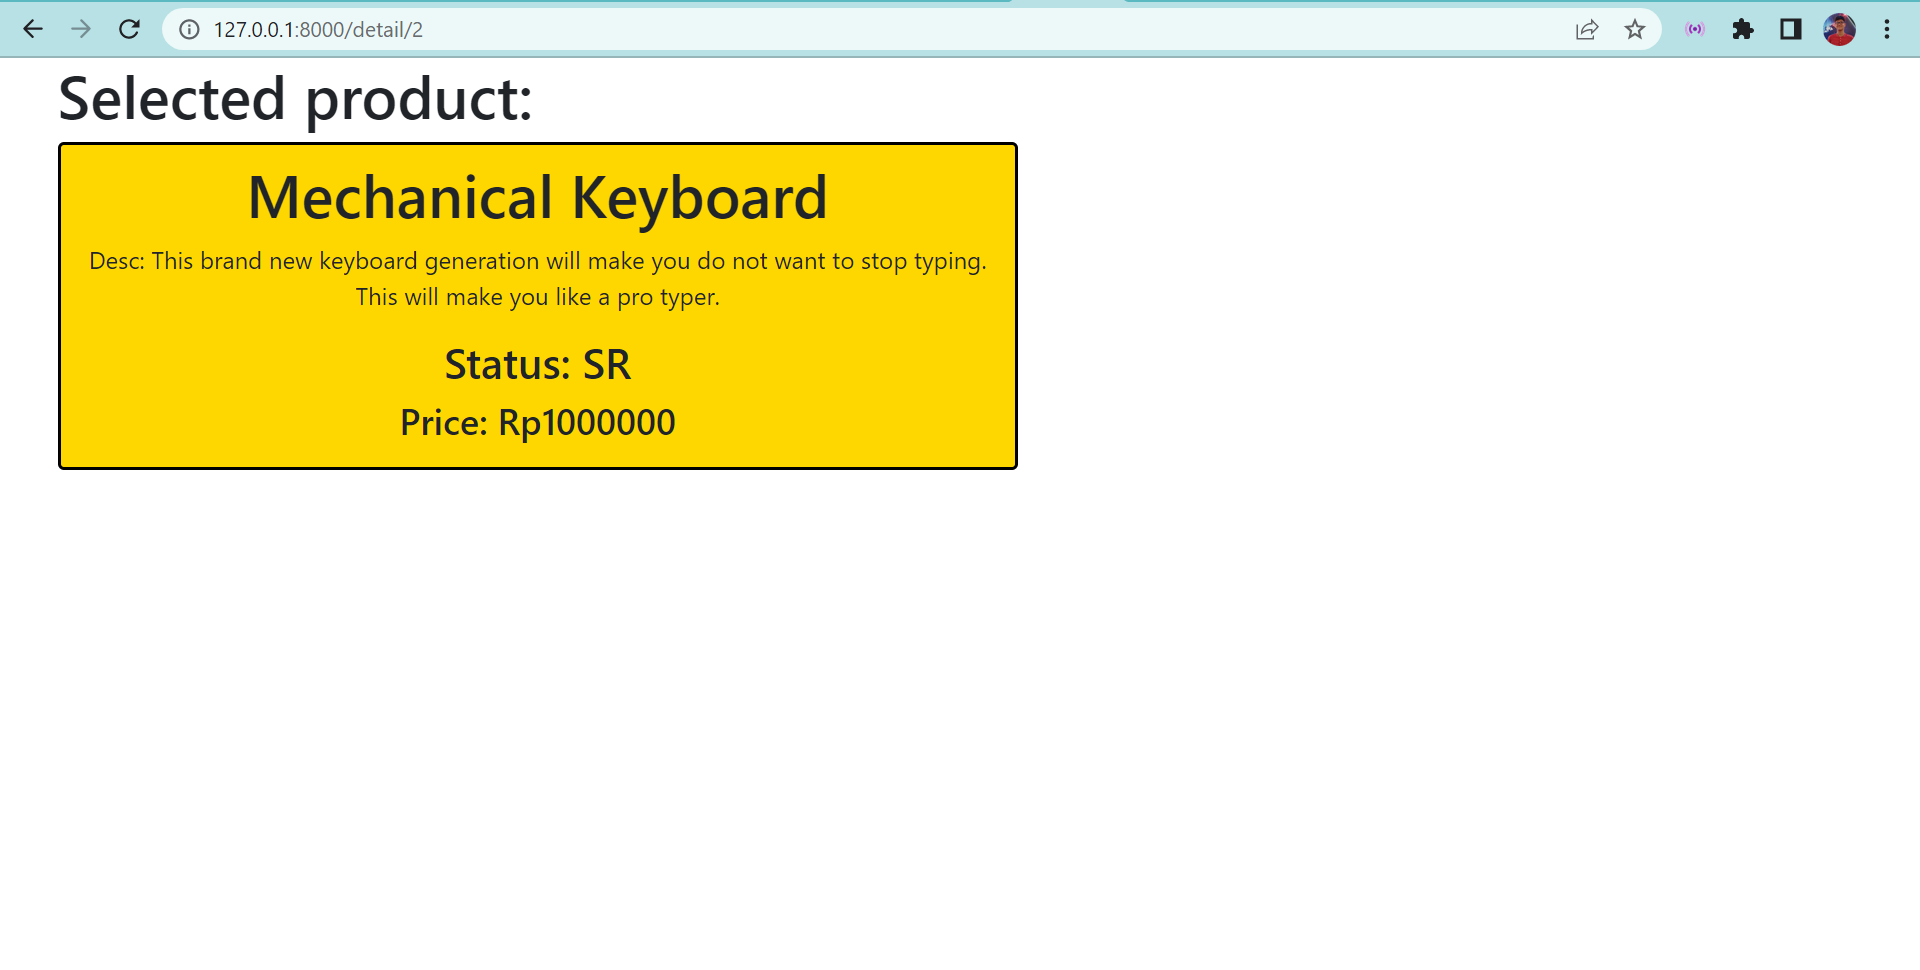 127.0.0.1:8000/detail/2
Selected product:
Mechanical Keyboard
Desc: This brand new keyboard generation will make you do not want to stop typing.
This will make you like a pro typer.
Status: SR
Price: Rp1000000